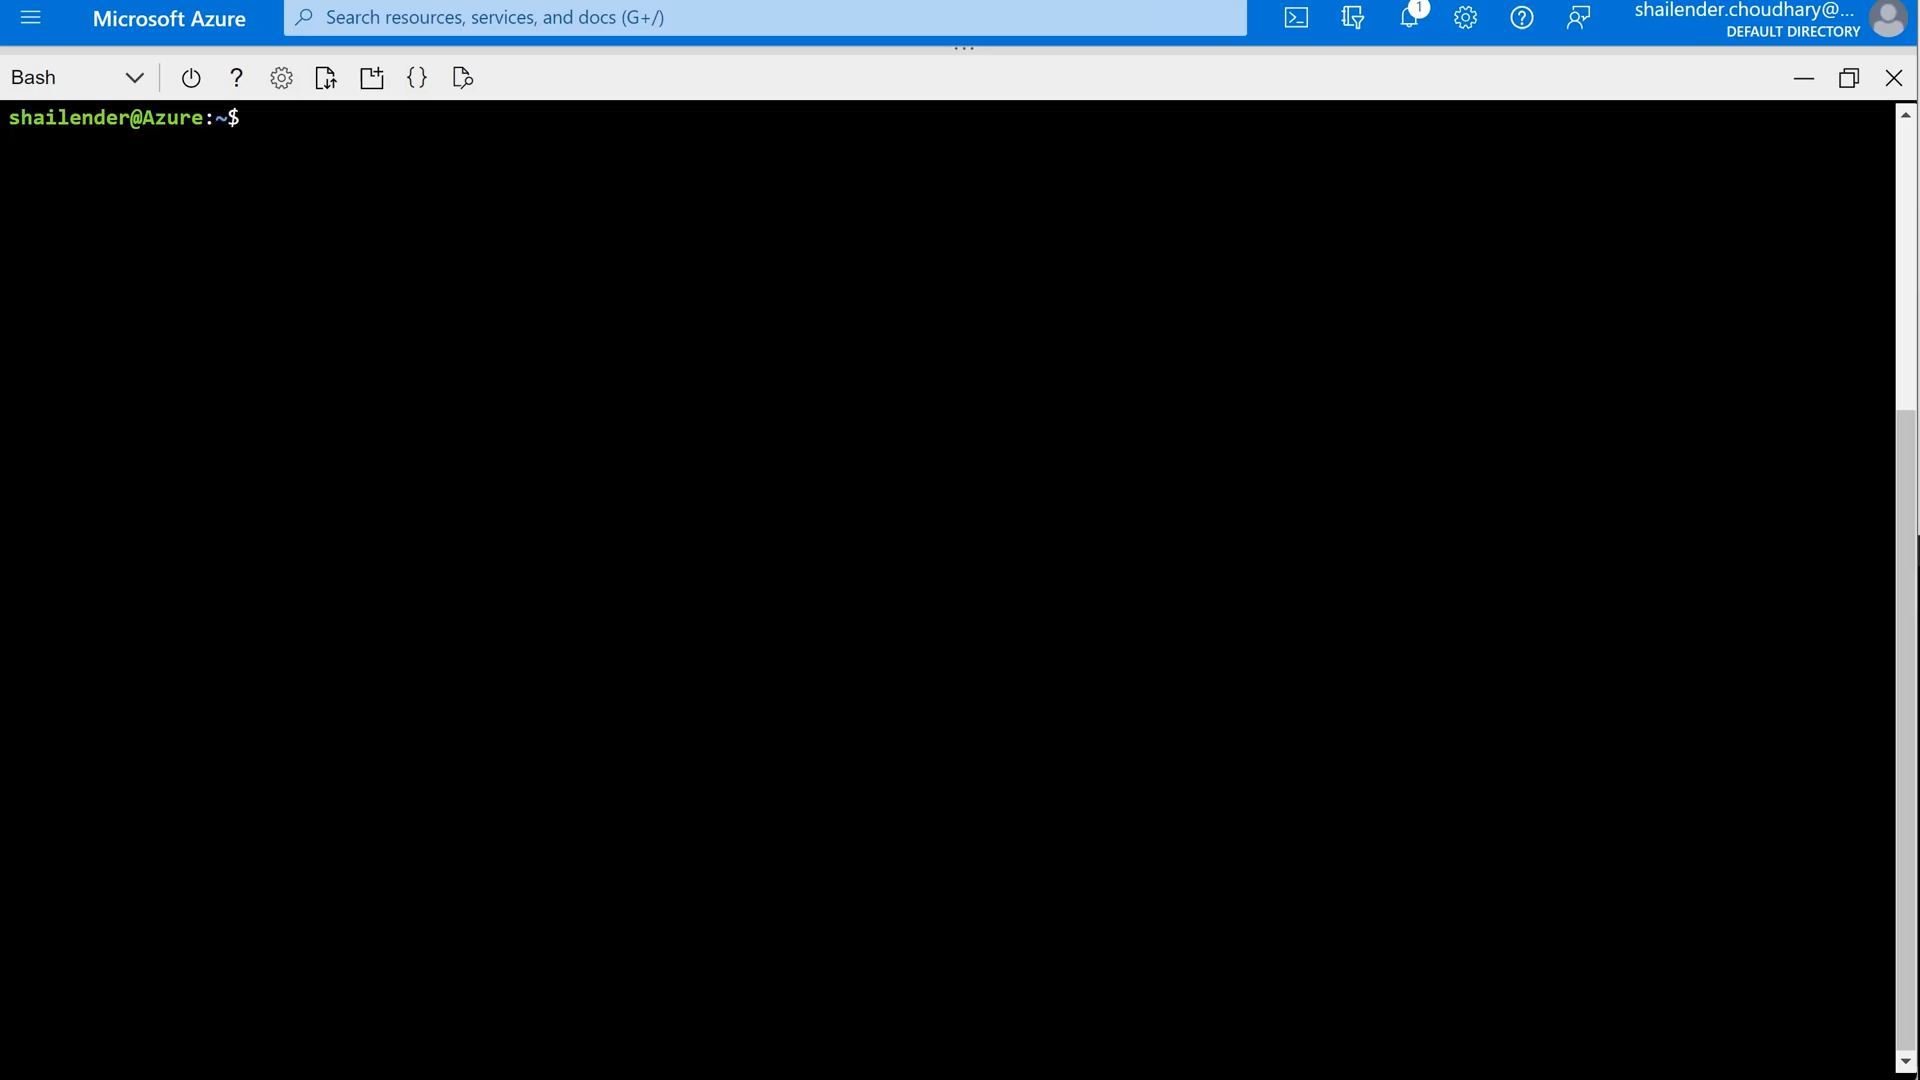 Microsoft Azure
Search resources, services, and docs (G+/)
1
shailender.choudhary@...
DEFAULT DIRECTORY
Bash
?
{}
shailender@Azure:~$